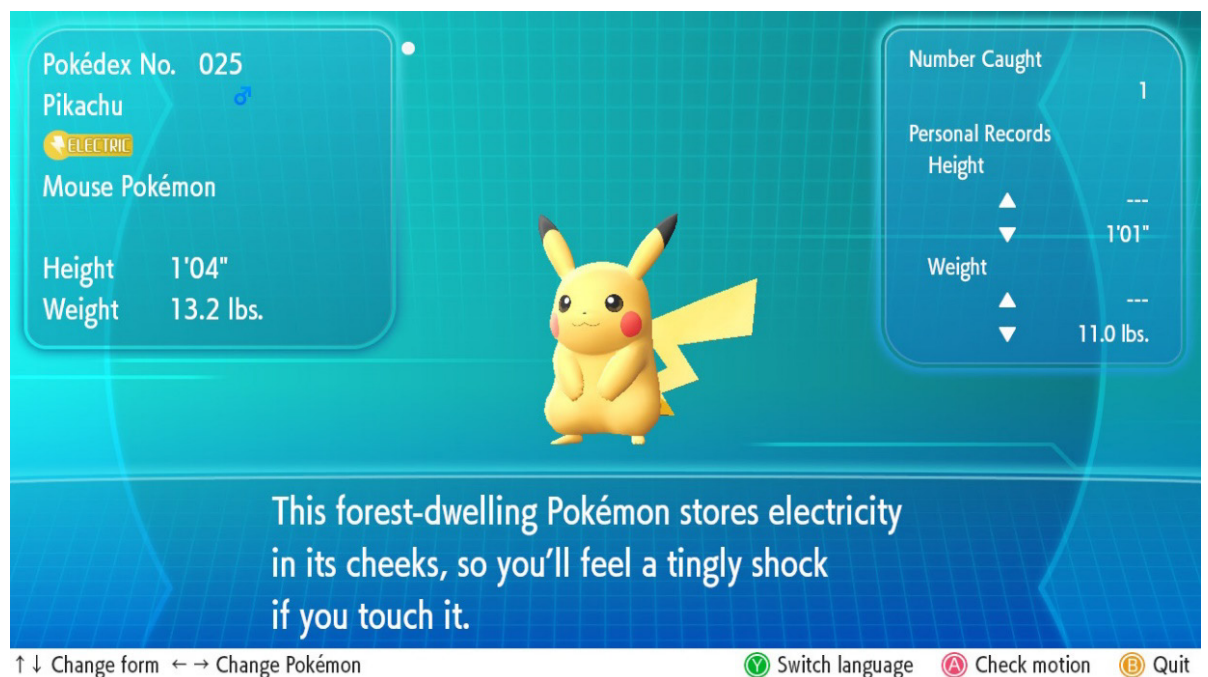 Pokédex No. 025
Pikachu ♂
ELECTRIC
Mouse Pokémon
Height 1'04"
Weight 13.2 lbs.
Number Caught
1
Personal Records
Height
▲ ---
▼ 1'01"
Weight
▲ ---
▼ 11.0 lbs.
This forest-dwelling Pokémon stores electricity
in its cheeks, so you'll feel a tingly shock
if you touch it.
↑↓ Change form ←→ Change Pokémon Ⓨ Switch language Ⓐ Check motion Ⓑ Quit